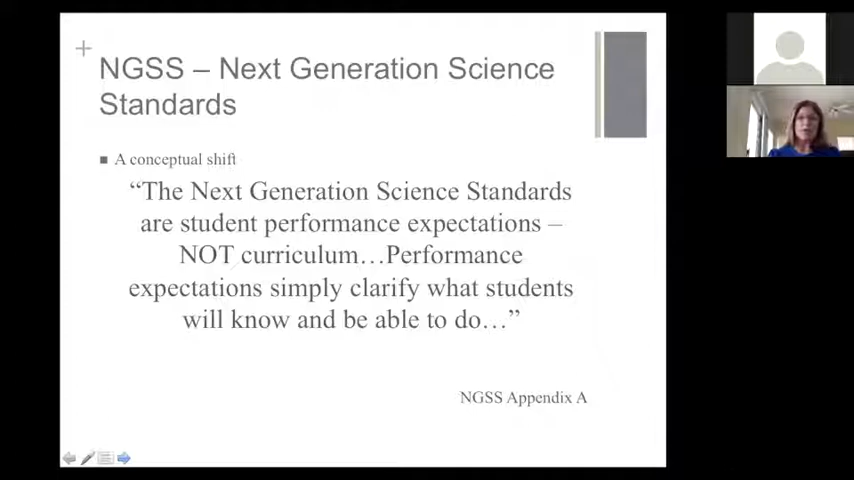 NGSS – Next Generation Science
Standards
A conceptual shift
“The Next Generation Science Standards
are student performance expectations –
NOT curriculum…Performance
expectations simply clarify what students
will know and be able to do…”
NGSS Appendix A